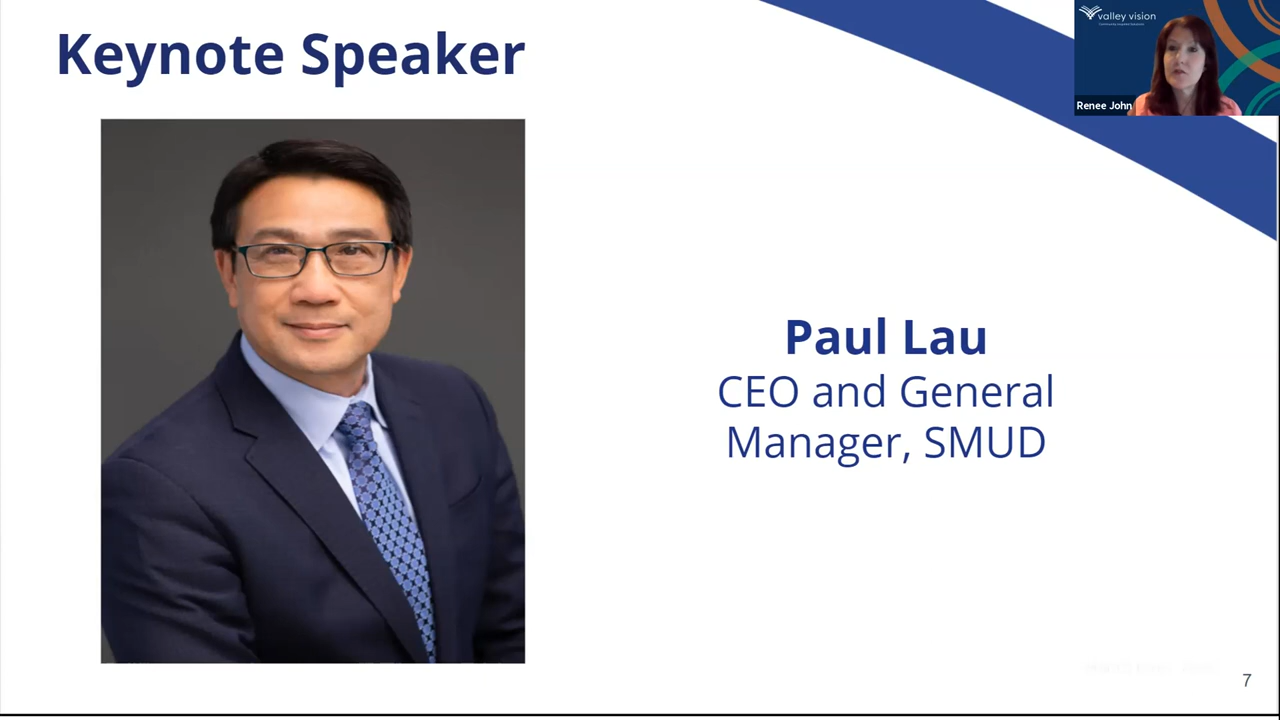 Keynote Speaker
valley vision
Renee John
Paul Lau
CEO and General
Manager, SMUD
7